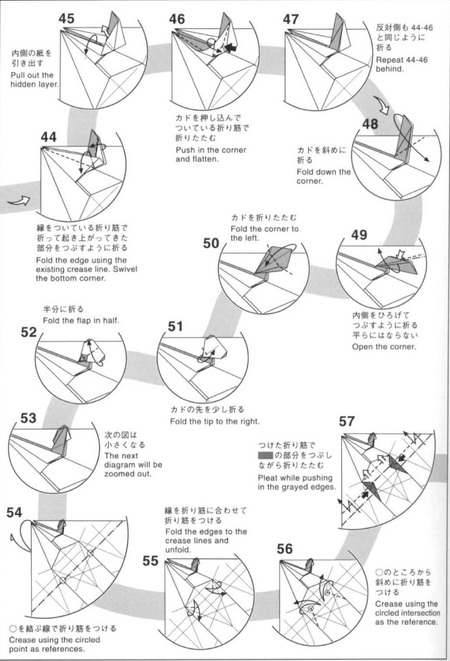 44
縁をついている折り筋で
折って起き上がってきた
部分をつぶすように折る
Fold the edge using the
existing crease line. Swivel
the bottom corner.
45
内側の紙を
引き出す
Pull out the
hidden layer.
46
カドを押し込んで
ついている折り筋で
折りたたむ
Push in the corner
and flatten.
47
反対側も 44-46
と同じように
折る
Repeat 44-46
behind.
48
カドを斜めに
折る
Fold down the
corner.
49
内側をひろげて
つぶすように折る
平らにはならない
Open the corner.
50
カドを折りたたむ
Fold the corner to
the left.
51
カドの先を少し折る
Fold the tip to the right.
52
半分に折る
Fold the flap in half.
53
次の図は
小さくなる
The next
diagram will be
zoomed out.
54
○を結ぶ線で折り筋をつける
Crease using the circled
point as references.
55
縁を折り筋に合わせて
折り筋をつける
Fold the edges to the
crease lines and
unfold.
56
○のところから
斜めに折り筋を
つける
Crease using the
circled intersection
as the reference.
57
つけた折り筋で
の部分をつぶし
ながら折りたたむ
Pleat while pushing
in the grayed edges.